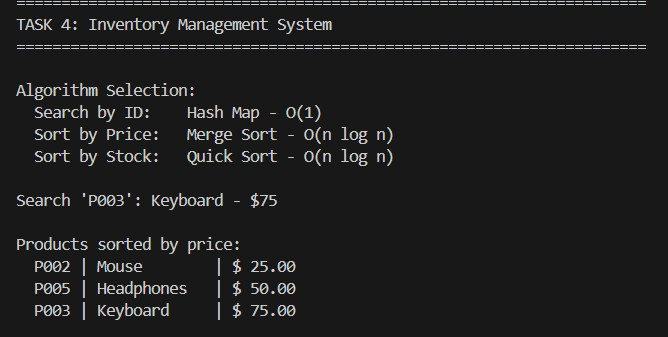 ======================================================================
TASK 4: Inventory Management System
======================================================================
Algorithm Selection:
Search by ID: Hash Map - O(1)
Sort by Price: Merge Sort - O(n log n)
Sort by Stock: Quick Sort - O(n log n)
Search 'P003': Keyboard - $75
Products sorted by price:
P002 | Mouse | $ 25.00
P005 | Headphones | $ 50.00
P003 | Keyboard | $ 75.00